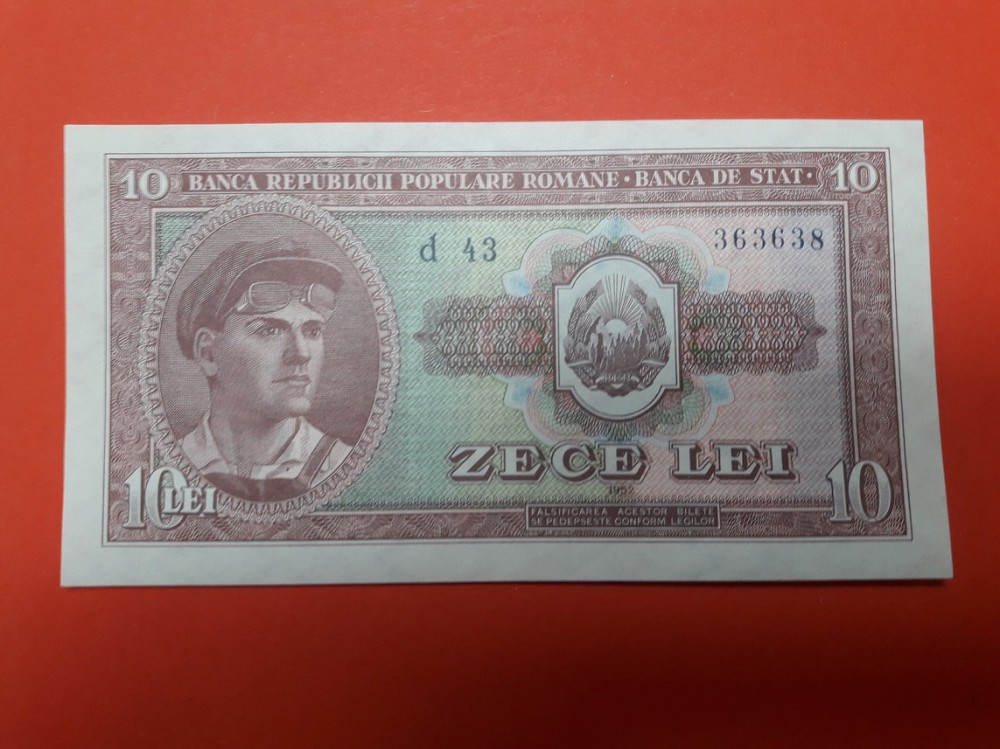 10 BANCA REPUBLICII POPULARE ROMANE · BANCA DE STAT · 10
d 43 363638
ZECE LEI
1952
10 LEI
FALSIFICAREA ACESTOR BILETE
SE PEDEPSESTE CONFORM LEGILOR
10